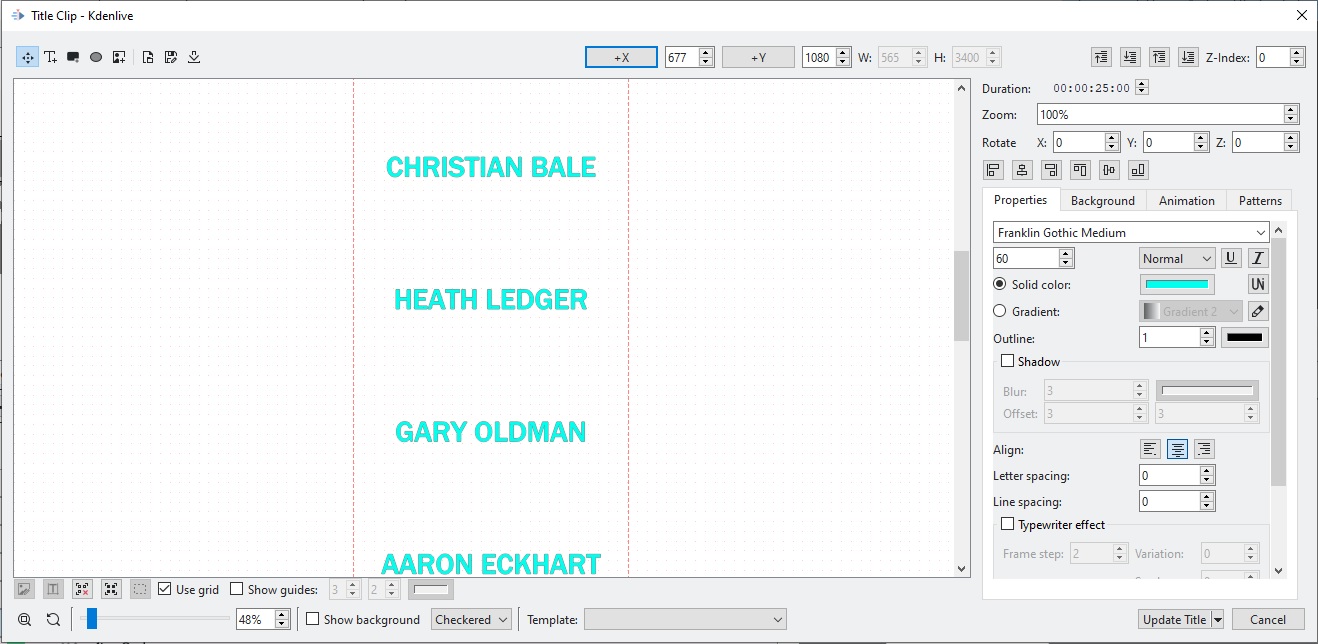 Title Clip - Kdenlive
+X 677 +Y 1080 W: 565 H: 3400 Z-Index: 0
Duration: 00:00:25:00
Zoom: 100%
Rotate X: 0 Y: 0 Z: 0
Properties Background Animation Patterns
Franklin Gothic Medium
60 Normal U I
Solid color:
Gradient: Gradient 2
Outline: 1
Shadow
Blur: 3
Offset: 3 3
Align:
Letter spacing: 0
Line spacing: 0
Typewriter effect
Frame step: 2 Variation: 0
CHRISTIAN BALE
HEATH LEDGER
GARY OLDMAN
AARON ECKHART
Use grid Show guides: 3 2
48% Show background Checkered Template:
Update Title Cancel